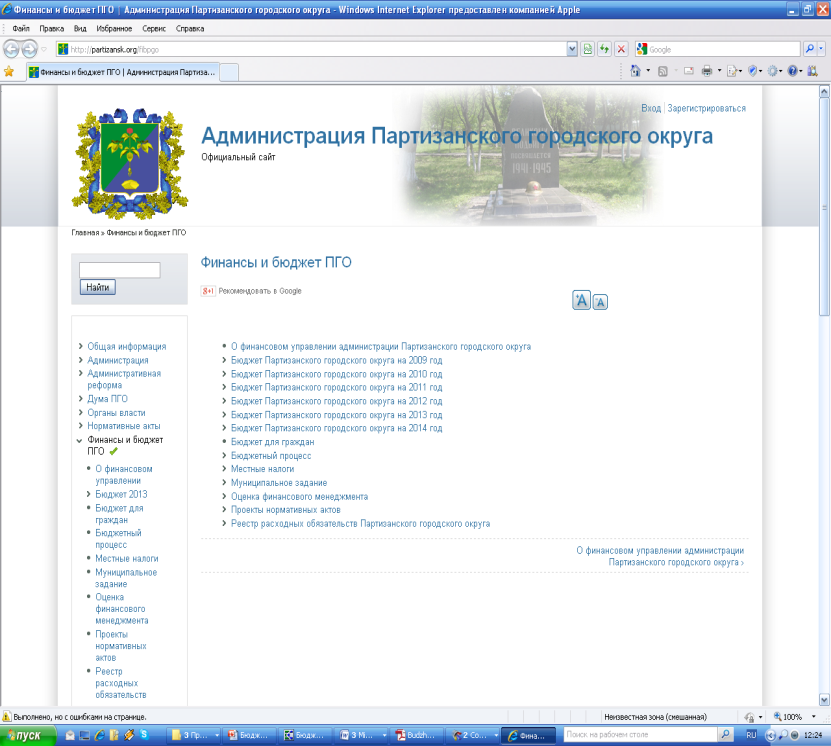 Финансы и бюджет ПГО | Администрация Партизанского городского округа - Windows Internet Explorer предоставлен компанией Apple
Файл Правка Вид Избранное Сервис Справка
http://partizansk.org/fibpgo
Google
Финансы и бюджет ПГО | Администрация Партиза...
Вход Зарегистрироваться
Администрация Партизанского городского округа
Официальный сайт
1941-1945
Главная » Финансы и бюджет ПГО
Найти
Финансы и бюджет ПГО
g+1 Рекомендовать в Google
A A
Общая информация
Администрация
Административная
реформа
Дума ПГО
Органы власти
Нормативные акты
Финансы и бюджет
ПГО
О финансовом
управлении
Бюджет 2013
Бюджет для
граждан
Бюджетный
процесс
Местные налоги
Муниципальное
задание
Оценка
финансового
менеджмента
Проекты
нормативных
актов
Реестр
расходных
обязательств
О финансовом управлении администрации Партизанского городского округа
Бюджет Партизанского городского округа на 2009 год
Бюджет Партизанского городского округа на 2010 год
Бюджет Партизанского городского округа на 2011 год
Бюджет Партизанского городского округа на 2012 год
Бюджет Партизанского городского округа на 2013 год
Бюджет Партизанского городского округа на 2014 год
Бюджет для граждан
Бюджетный процесс
Местные налоги
Муниципальное задание
Оценка финансового менеджмента
Проекты нормативных актов
Реестр расходных обязательств Партизанского городского округа
О финансовом управлении администрации
Партизанского городского округа ›
Выполнено, но с ошибками на странице.
Неизвестная зона (смешанная)
100%
пуск
3 Пр...
Бюдж...
Бюдж...
3 Mi...
Budzh...
2 Со...
Фина...
Поиск на рабочем столе
RU
12:24